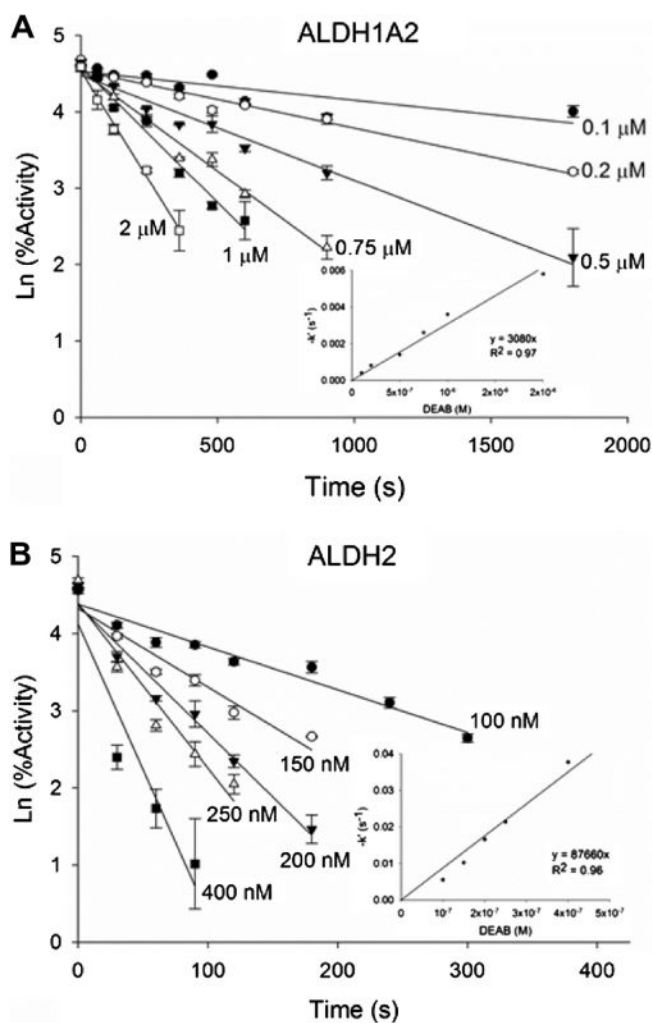 A
ALDH1A2
5
4
3
2
1
0
Ln (%Activity)
0.1 µM
0.2 µM
0.5 µM
0.75 µM
1 µM
2 µM
0.006
0.004
0.002
0.000
-k' (s-1)
y = 3080x
R2 = 0.97
5x10-7
10-6
2x10-6
DEAB (M)
0 500 1000 1500 2000
Time (s)
B
ALDH2
5
4
3
2
1
0
Ln (%Activity)
100 nM
150 nM
250 nM
200 nM
400 nM
0.04
0.03
0.02
0.01
0.00
-k' (s-1)
y = 87660x
R2 = 0.96
0 10-7 2x10-7 3x10-7 4x10-7 5x10-7
DEAB (M)
0 100 200 300 400
Time (s)